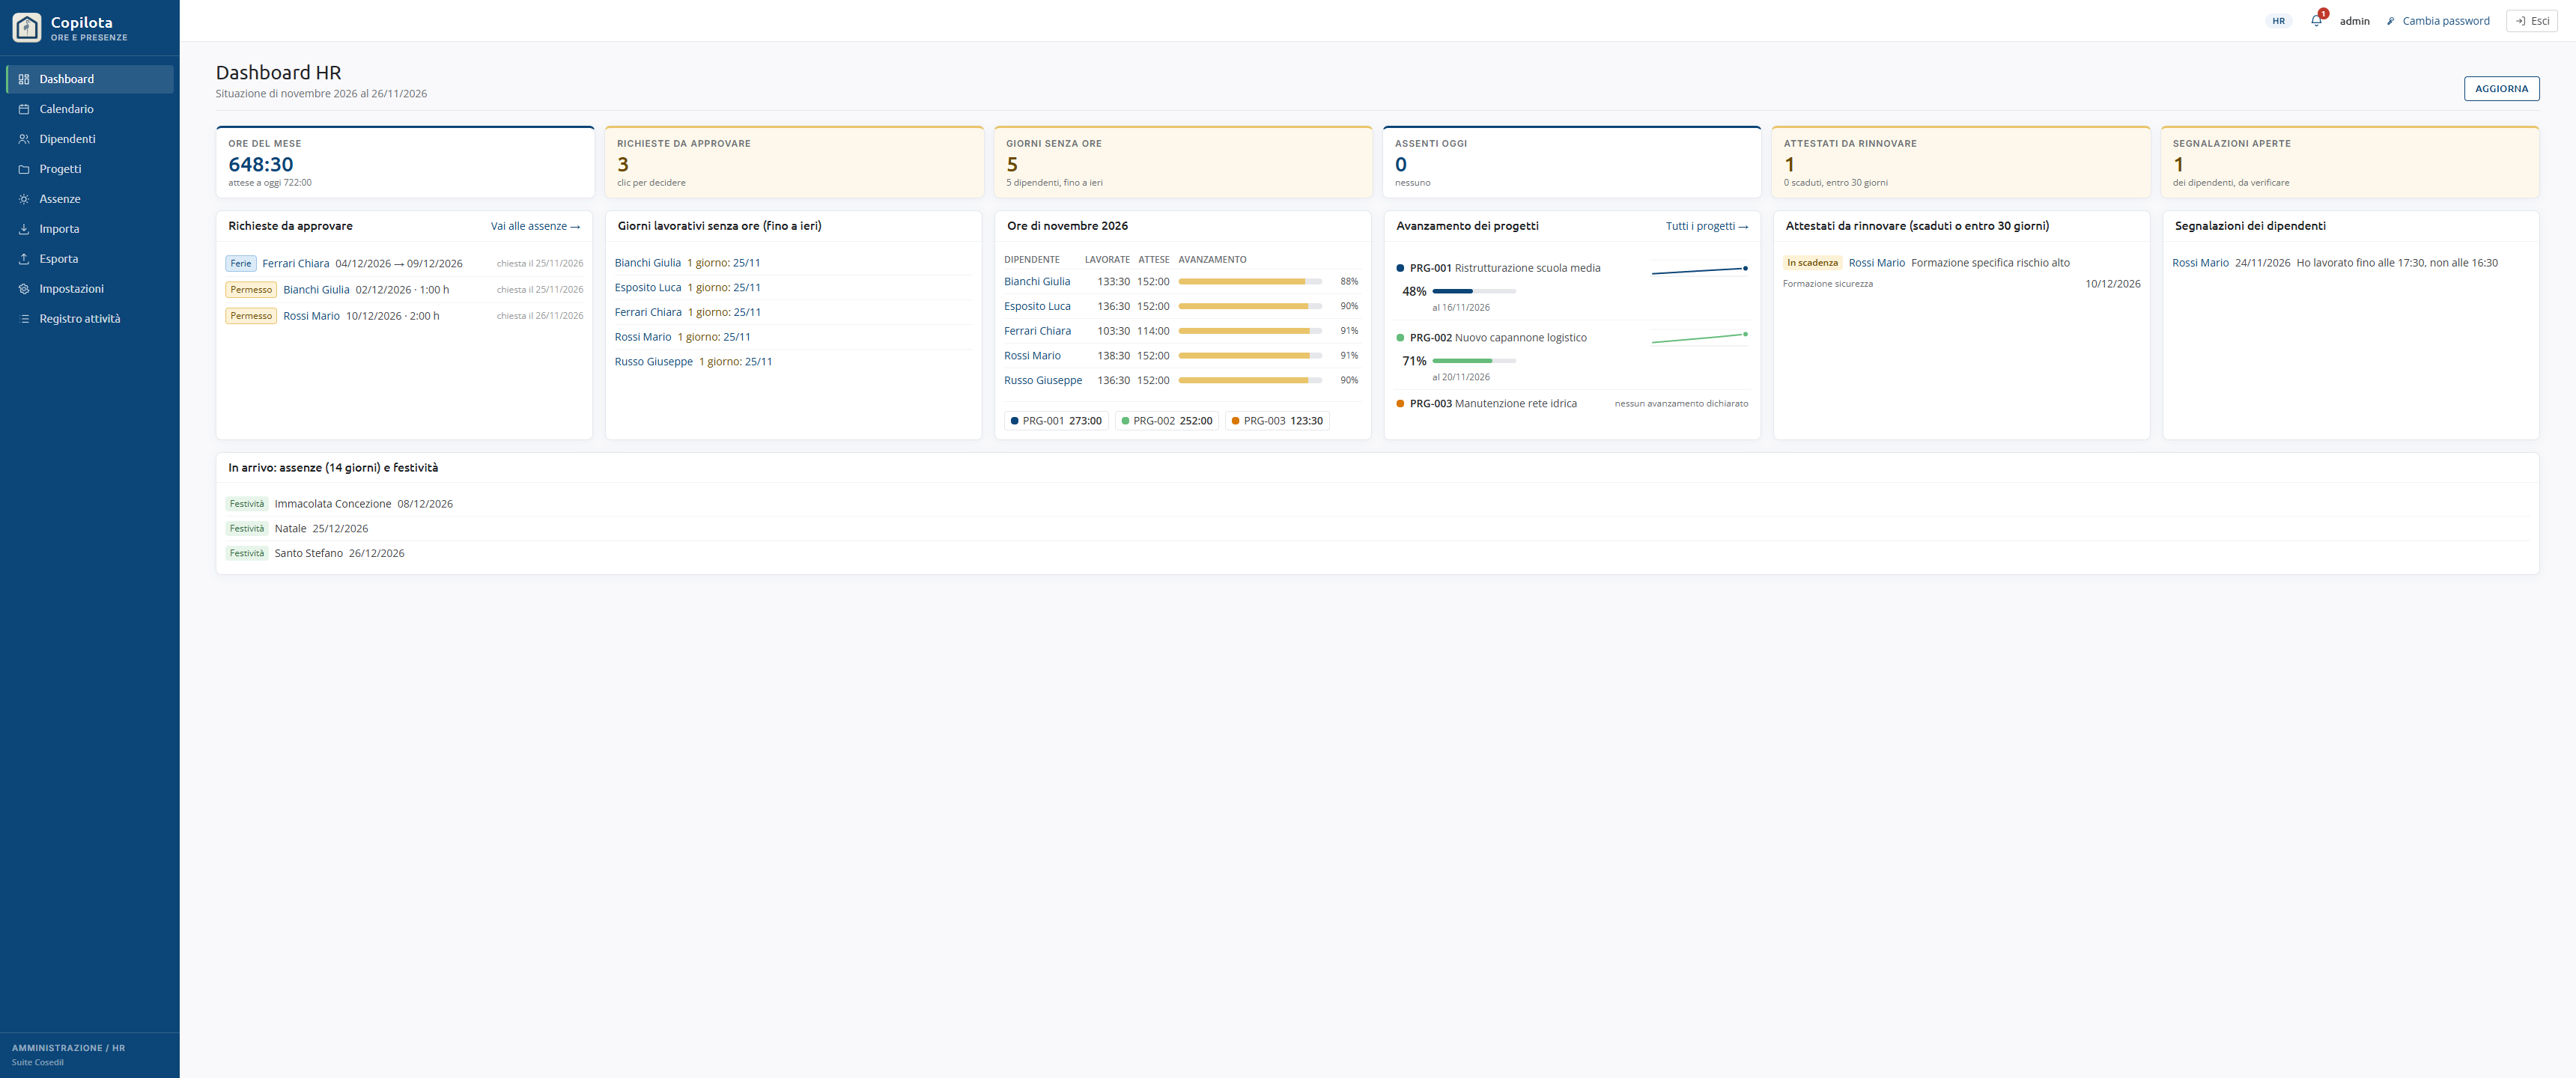 Copilota
ORE E PRESENZE
HR
1
admin
Cambia password
Esci
Dashboard
Calendario
Dipendenti
Progetti
Assenze
Importa
Esporta
Impostazioni
Registro attività
AMMINISTRAZIONE / HR
Suite Cosedil
Dashboard HR
Situazione di novembre 2026 al 26/11/2026
AGGIORNA
ORE DEL MESE
648:30
attese a oggi 722:00
RICHIESTE DA APPROVARE
3
clic per decidere
GIORNI SENZA ORE
5
5 dipendenti, fino a ieri
ASSENTI OGGI
0
nessuno
ATTESTATI DA RINNOVARE
1
0 scaduti, entro 30 giorni
SEGNALAZIONI APERTE
1
dei dipendenti, da verificare
Richieste da approvare Vai alle assenze →
Ferie Ferrari Chiara 04/12/2026 → 09/12/2026 chiesta il 25/11/2026
Permesso Bianchi Giulia 02/12/2026 · 1:00 h chiesta il 25/11/2026
Permesso Rossi Mario 10/12/2026 · 2:00 h chiesta il 26/11/2026
Giorni lavorativi senza ore (fino a ieri)
Bianchi Giulia 1 giorno: 25/11
Esposito Luca 1 giorno: 25/11
Ferrari Chiara 1 giorno: 25/11
Rossi Mario 1 giorno: 25/11
Russo Giuseppe 1 giorno: 25/11
Ore di novembre 2026
DIPENDENTE LAVORATE ATTESE AVANZAMENTO
Bianchi Giulia 133:30 152:00 88%
Esposito Luca 136:30 152:00 90%
Ferrari Chiara 103:30 114:00 91%
Rossi Mario 138:30 152:00 91%
Russo Giuseppe 136:30 152:00 90%
PRG-001 273:00 PRG-002 252:00 PRG-003 123:30
Avanzamento dei progetti Tutti i progetti →
PRG-001 Ristrutturazione scuola media
48%
al 16/11/2026
PRG-002 Nuovo capannone logistico
71%
al 20/11/2026
PRG-003 Manutenzione rete idrica nessun avanzamento dichiarato
Attestati da rinnovare (scaduti o entro 30 giorni)
In scadenza Rossi Mario Formazione specifica rischio alto
Formazione sicurezza 10/12/2026
Segnalazioni dei dipendenti
Rossi Mario 24/11/2026 Ho lavorato fino alle 17:30, non alle 16:30
In arrivo: assenze (14 giorni) e festività
Festività Immacolata Concezione 08/12/2026
Festività Natale 25/12/2026
Festività Santo Stefano 26/12/2026